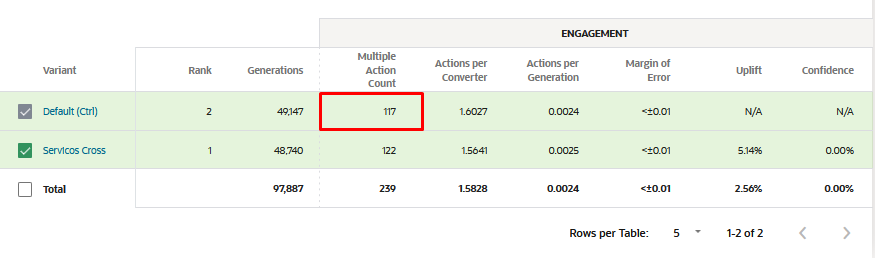 ENGAGEMENT
Variant Rank Generations Multiple Action Count Actions per Converter Actions per Generation Margin of Error Uplift Confidence
Default (Ctrl) 2 49,147 117 1.6027 0.0024 <±0.01 N/A N/A
Servicos Cross 1 48,740 122 1.5641 0.0025 <±0.01 5.14% 0.00%
Total 97,887 239 1.5828 0.0024 <±0.01 2.56% 0.00%
Rows per Table: 5 1-2 of 2